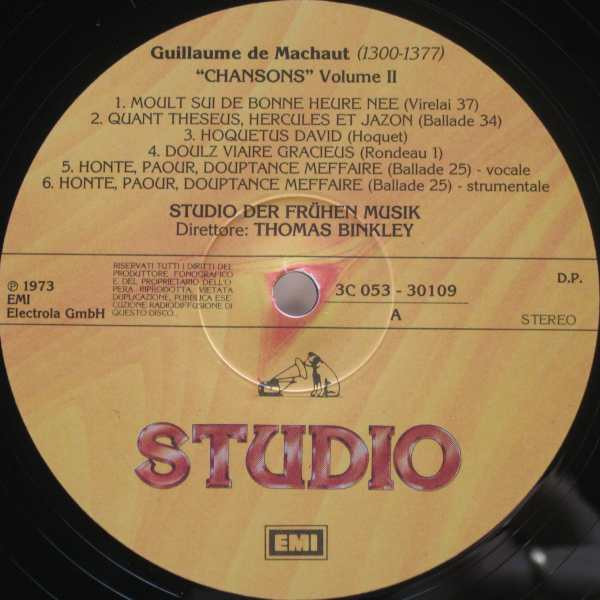 Guillaume de Machaut (1300-1377)
"CHANSONS" Volume II
1. MOULT SUI DE BONNE HEURE NEE (Virelai 37)
2. QUANT THESEUS, HERCULES ET JAZON (Ballade 34)
3. HOQUETUS DAVID (Hoquet)
4. DOULZ VIAIRE GRACIEUS (Rondeau 1)
5. HONTE, PAOUR, DOUPTANCE MEFFAIRE (Ballade 25) - vocale
6. HONTE, PAOUR, DOUPTANCE MEFFAIRE (Ballade 25) - strumentale
STUDIO DER FRÜHEN MUSIK
Direttore: THOMAS BINKLEY
℗ 1973
EMI
Electrola GmbH
RISERVATI TUTTI I DIRITTI DEL
PRODUTTORE FONOGRAFICO
E DEL PROPRIETARIO DELL'O
PERA RIPRODOTTA. VIETATA
DUPLICAZIONE, PUBBLICA ESE
CUZIONE RADIODIFFUSIONE DI
QUESTO DISCO.
3C 053 - 30109
A
D.P.
STEREO
STUDIO
EMI